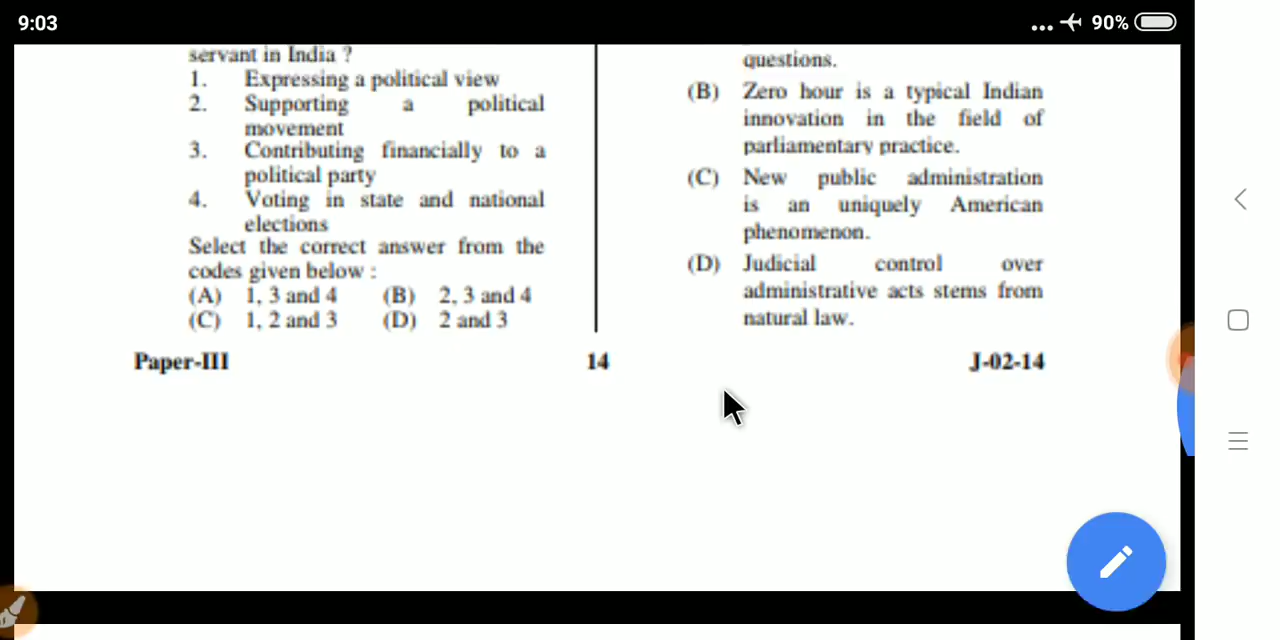 9:03
... 90%
servant in India ?
1. Expressing a political view
2. Supporting a political
movement
3. Contributing financially to a
political party
4. Voting in state and national
elections
Select the correct answer from the
codes given below :
(A) 1, 3 and 4 (B) 2, 3 and 4
(C) 1, 2 and 3 (D) 2 and 3
questions.
(B) Zero hour is a typical Indian
innovation in the field of
parliamentary practice.
(C) New public administration
is an uniquely American
phenomenon.
(D) Judicial control over
administrative acts stems from
natural law.
Paper-III 14 J-02-14